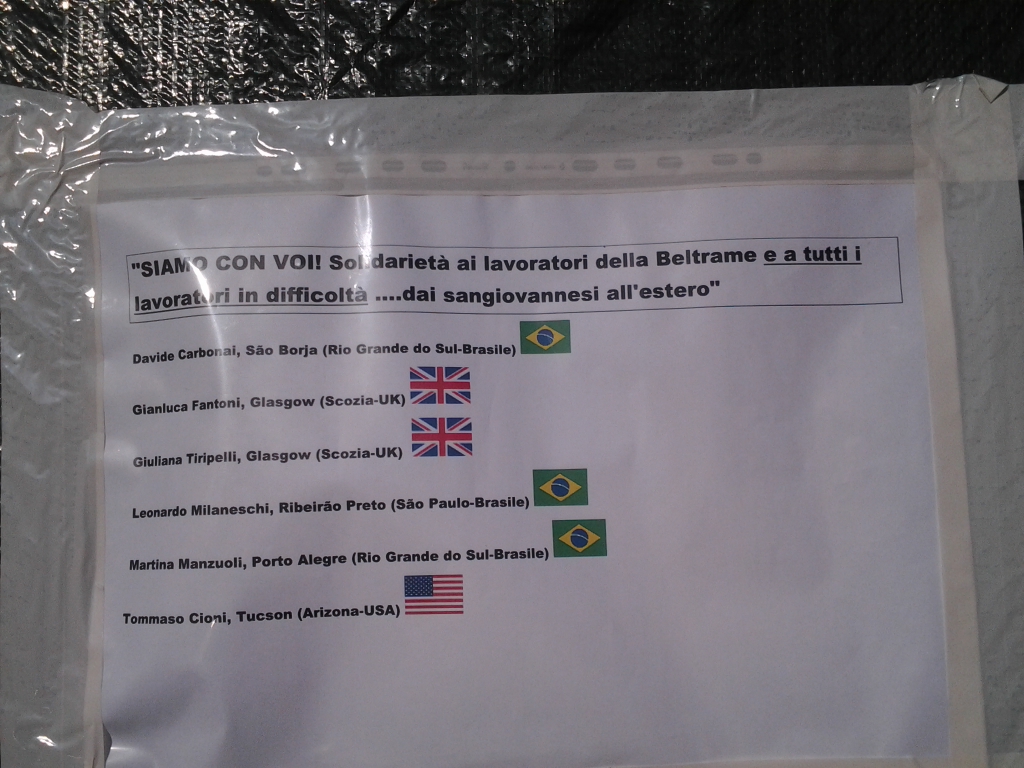 "SIAMO CON VOI! Solidarietà ai lavoratori della Beltrame e a tutti i
lavoratori in difficoltà ....dai sangiovannesi all'estero"
Davide Carbonai, São Borja (Rio Grande do Sul-Brasile)
Gianluca Fantoni, Glasgow (Scozia-UK)
Giuliana Tiripelli, Glasgow (Scozia-UK)
Leonardo Milaneschi, Ribeirão Preto (São Paulo-Brasile)
Martina Manzuoli, Porto Alegre (Rio Grande do Sul-Brasile)
Tommaso Cioni, Tucson (Arizona-USA)